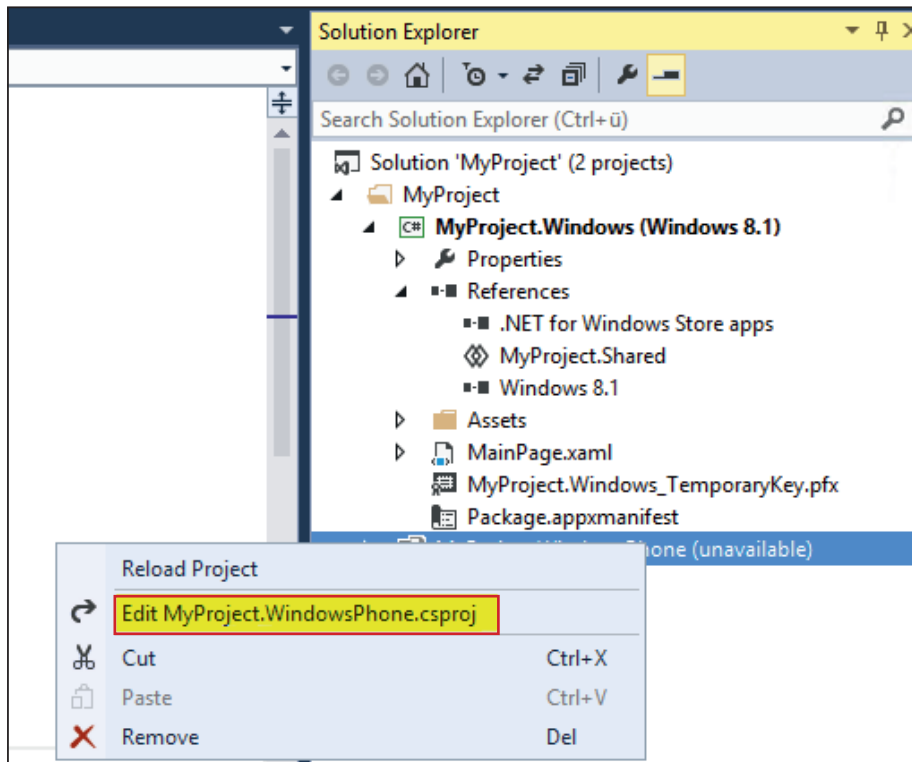 Solution Explorer
Search Solution Explorer (Ctrl+ü)
Solution 'MyProject' (2 projects)
MyProject
C# MyProject.Windows (Windows 8.1)
Properties
References
.NET for Windows Store apps
MyProject.Shared
Windows 8.1
Assets
MainPage.xaml
MyProject.Windows_TemporaryKey.pfx
Package.appxmanifest
(unavailable)
Reload Project
Edit MyProject.WindowsPhone.csproj
Cut Ctrl+X
Paste Ctrl+V
Remove Del